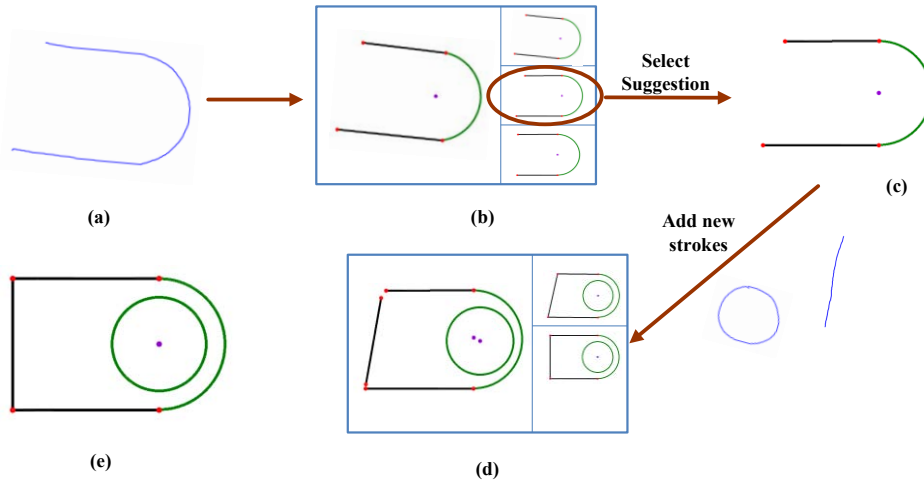 Select
Suggestion
(a)
(b)
(c)
Add new
strokes
(e)
(d)